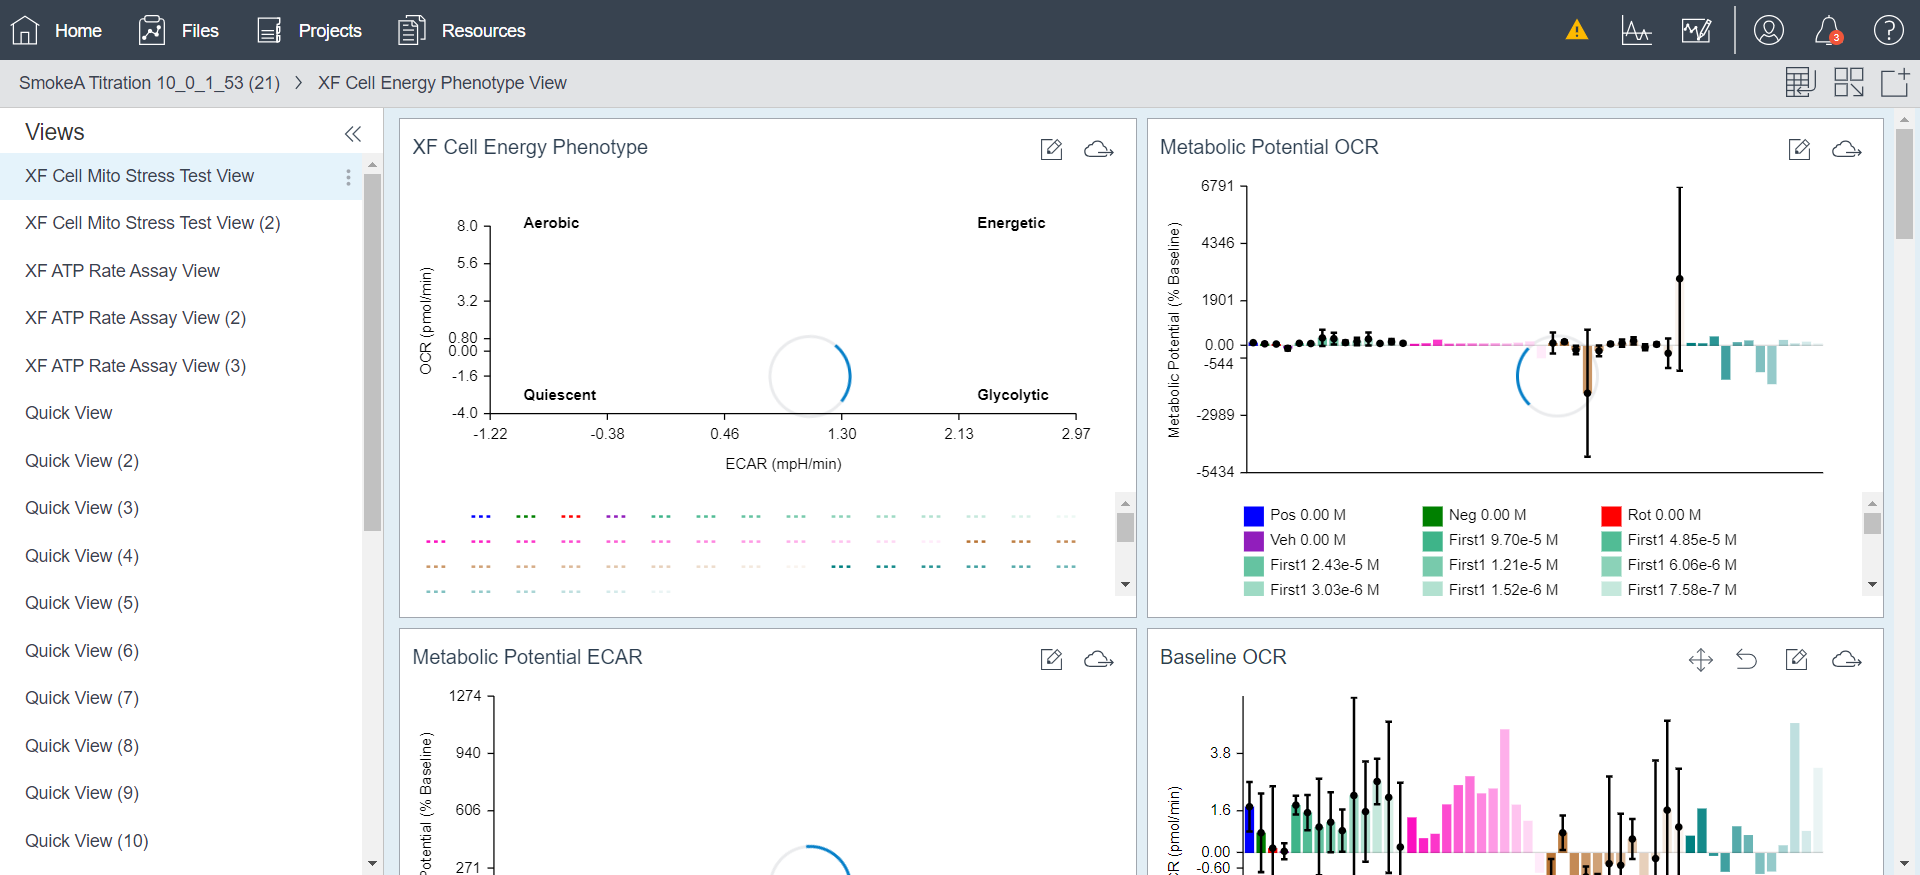 Home
Files
Projects
Resources
3
SmokeA Titration 10_0_1_53 (21)
XF Cell Energy Phenotype View
Views
XF Cell Mito Stress Test View
XF Cell Mito Stress Test View (2)
XF ATP Rate Assay View
XF ATP Rate Assay View (2)
XF ATP Rate Assay View (3)
Quick View
Quick View (2)
Quick View (3)
Quick View (4)
Quick View (5)
Quick View (6)
Quick View (7)
Quick View (8)
Quick View (9)
Quick View (10)
XF Cell Energy Phenotype
Aerobic
Energetic
Quiescent
Glycolytic
OCR (pmol/min)
8.0
5.6
3.2
0.80
0.00
-1.6
-4.0
-1.22
-0.38
0.46
1.30
2.13
2.97
ECAR (mpH/min)
Metabolic Potential OCR
Metabolic Potential (% Baseline)
6791
4346
1901
0.00
-544
-2989
-5434
Pos 0.00 M
Neg 0.00 M
Rot 0.00 M
Veh 0.00 M
First1 9.70e-5 M
First1 4.85e-5 M
First1 2.43e-5 M
First1 1.21e-5 M
First1 6.06e-6 M
First1 3.03e-6 M
First1 1.52e-6 M
First1 7.58e-7 M
Metabolic Potential ECAR
Potential (% Baseline)
1274
940
606
271
Baseline OCR
3.8
1.6
0.00
-0.60
CR (pmol/min)